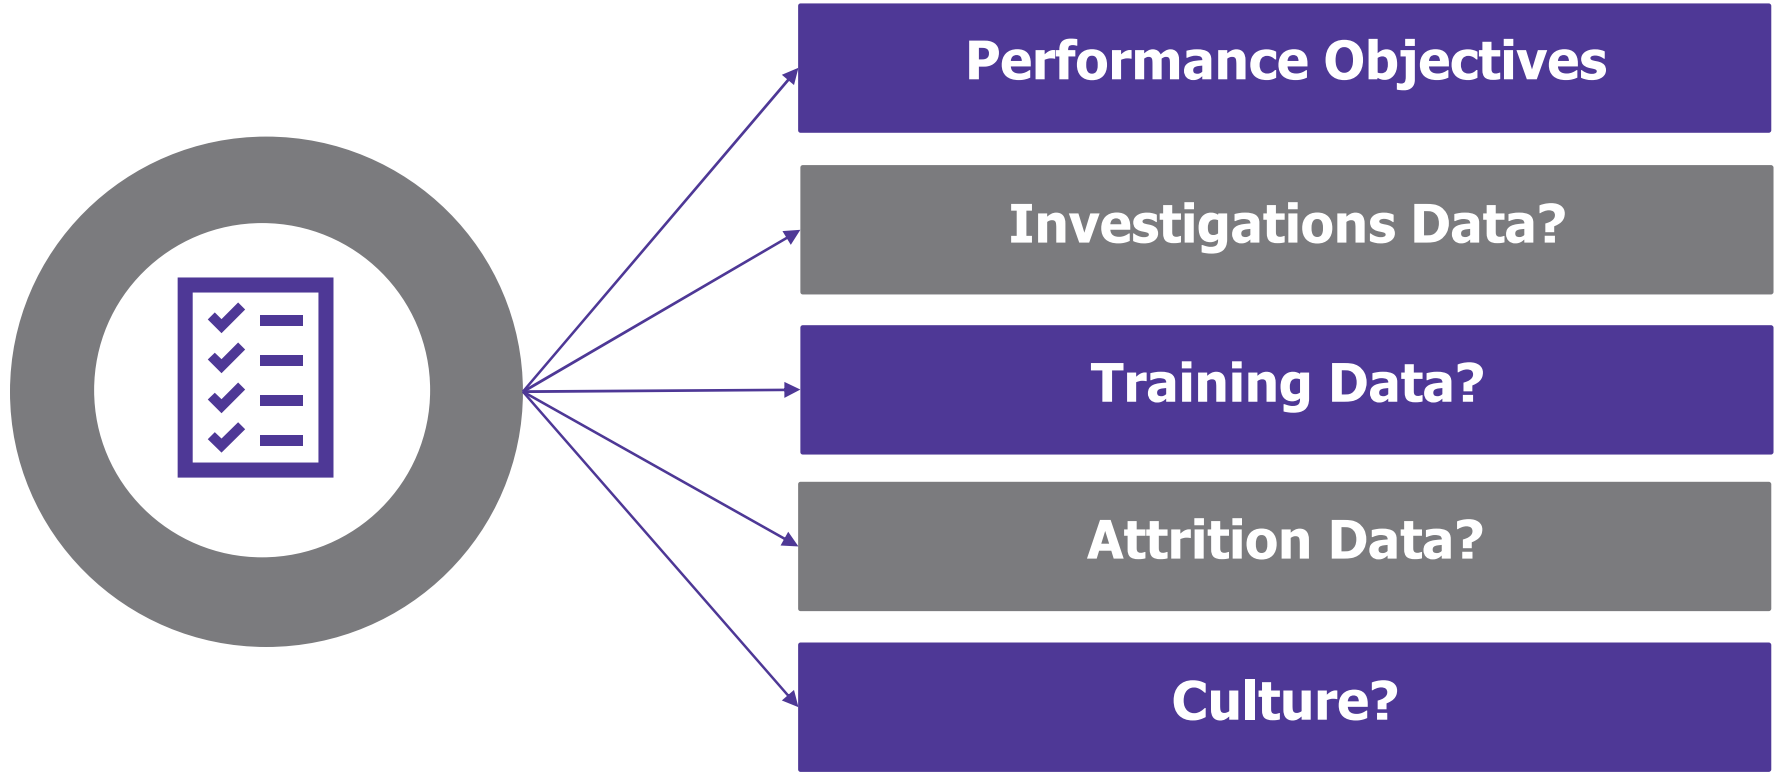 Performance Objectives
Investigations Data?
Training Data?
Attrition Data?
Culture?